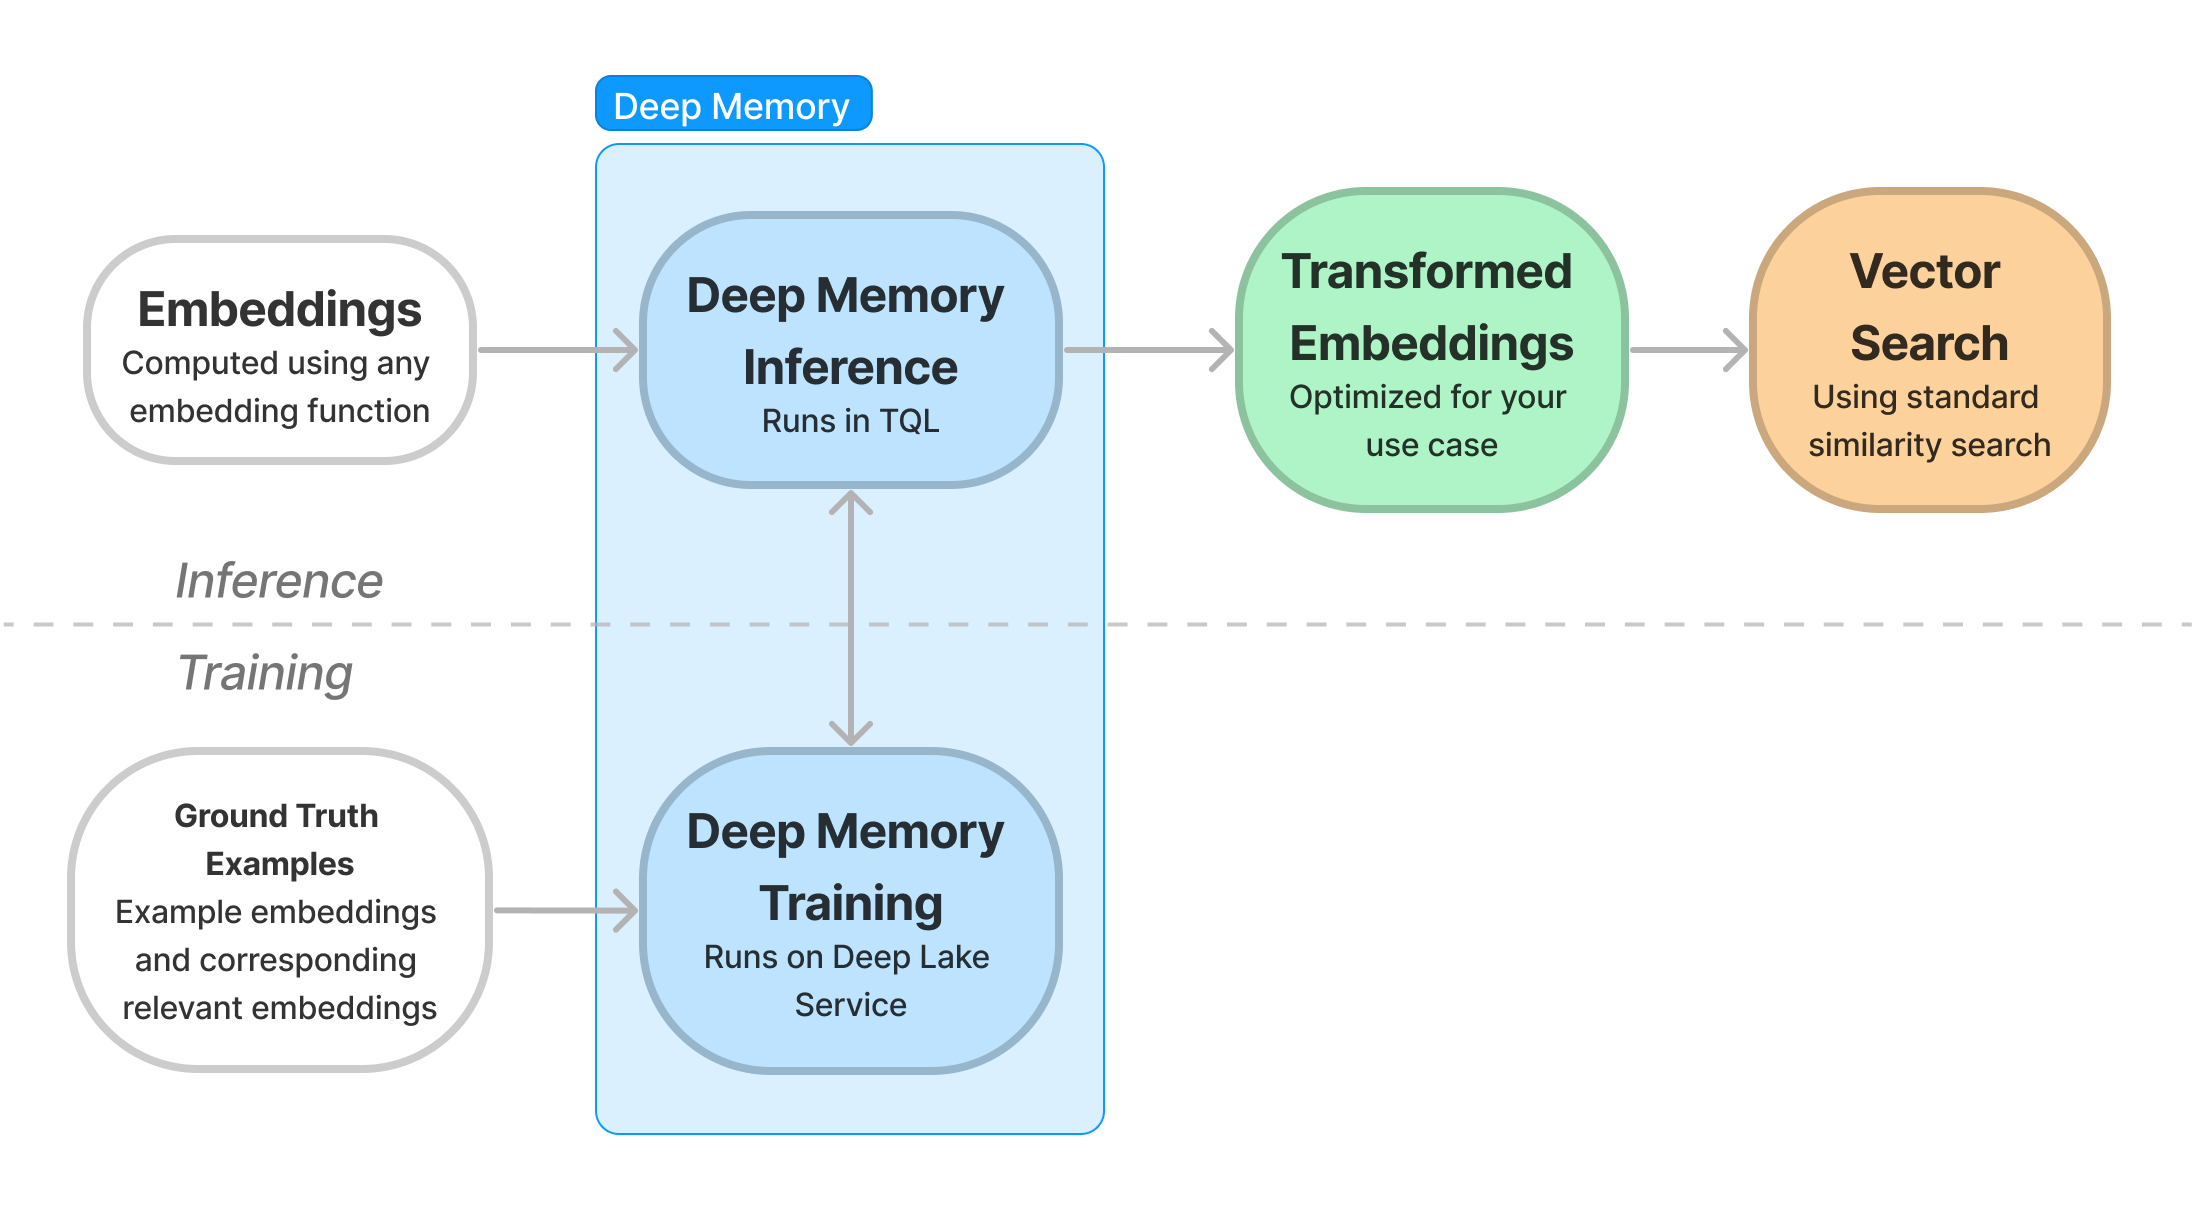 Deep Memory
Embeddings
Computed using any
embedding function
Deep Memory
Inference
Runs in TQL
Transformed
Embeddings
Optimized for your
use case
Vector
Search
Using standard
similarity search
Inference
Training
Ground Truth
Examples
Example embeddings
and corresponding
relevant embeddings
Deep Memory
Training
Runs on Deep Lake
Service